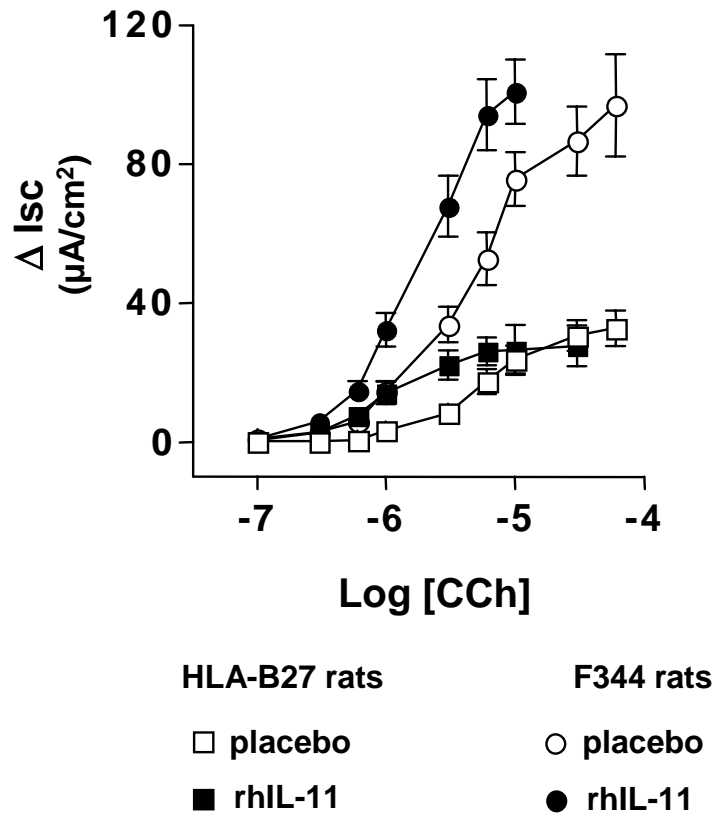 120
80
40
0
Δ Isc
(µA/cm²)
-7 -6 -5 -4
Log [CCh]
HLA-B27 rats F344 rats
placebo placebo
rhIL-11 rhIL-11